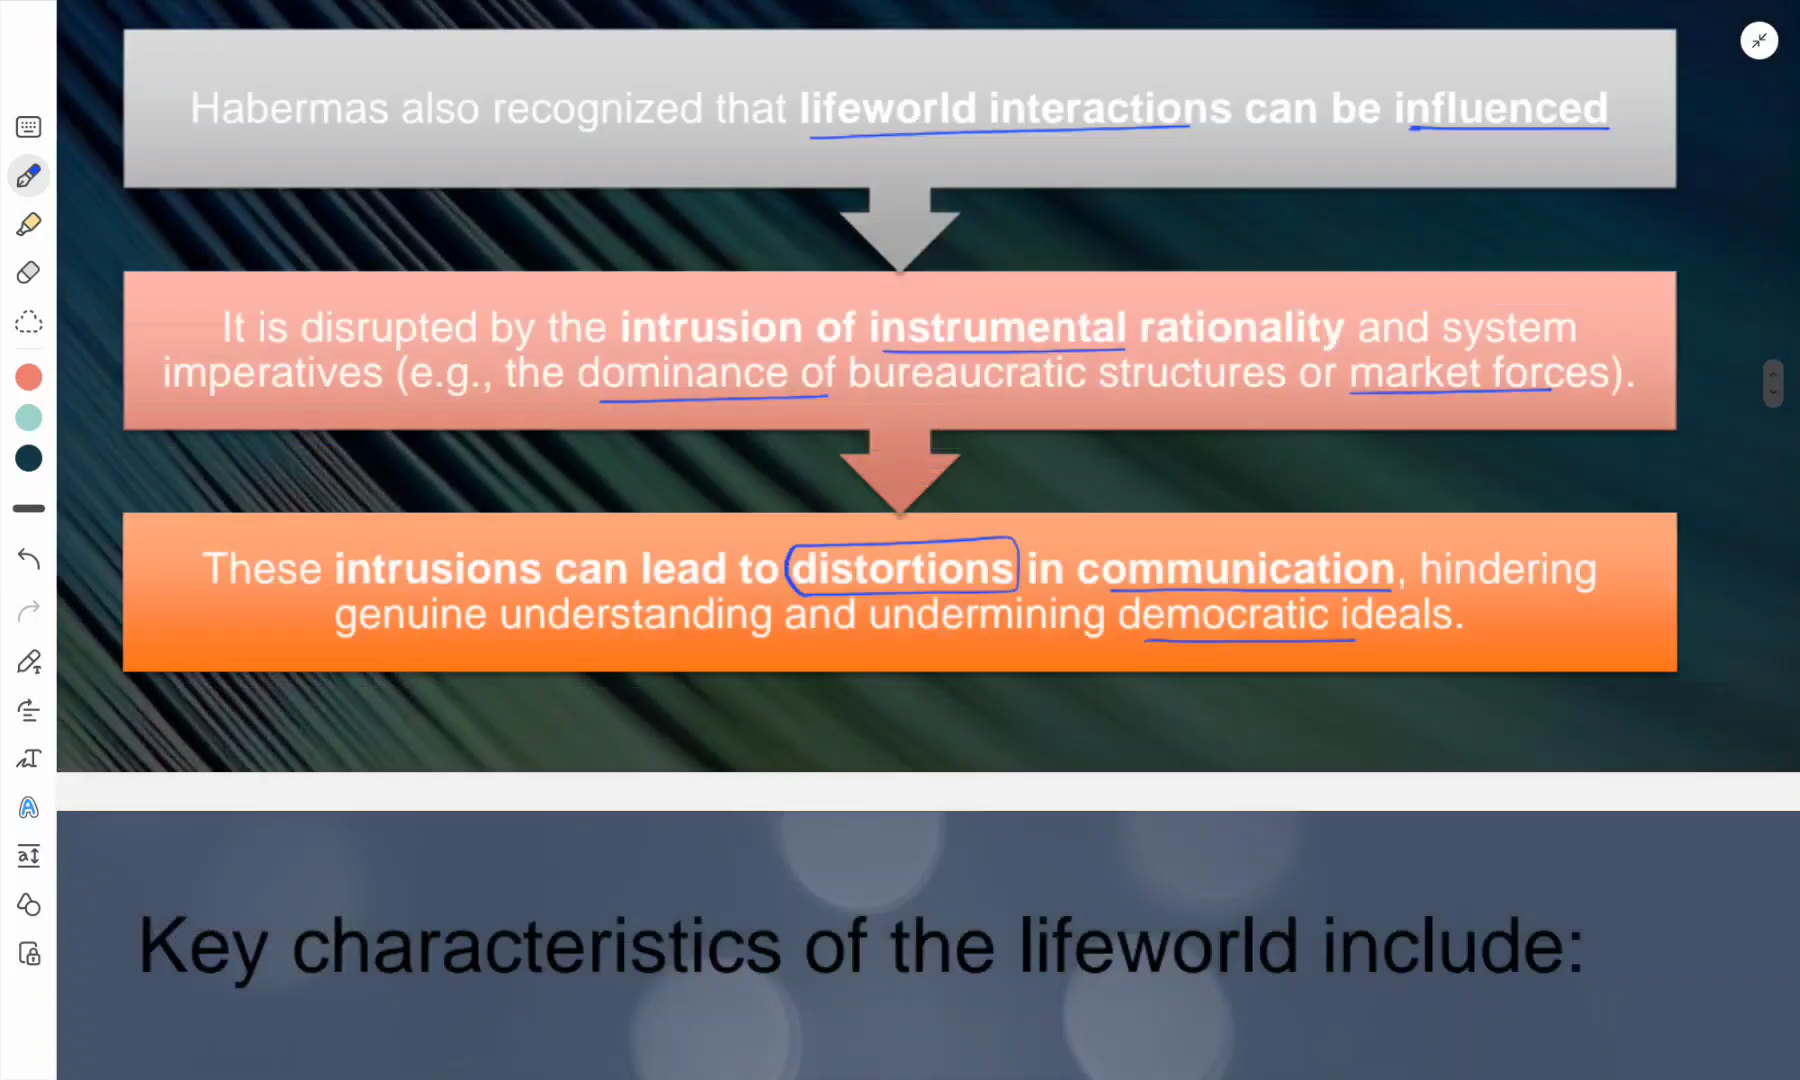 Habermas also recognized that lifeworld interactions can be influenced
It is disrupted by the intrusion of instrumental rationality and system
imperatives (e.g., the dominance of bureaucratic structures or market forces).
These intrusions can lead to distortions in communication, hindering
genuine understanding and undermining democratic ideals.
Key characteristics of the lifeworld include: